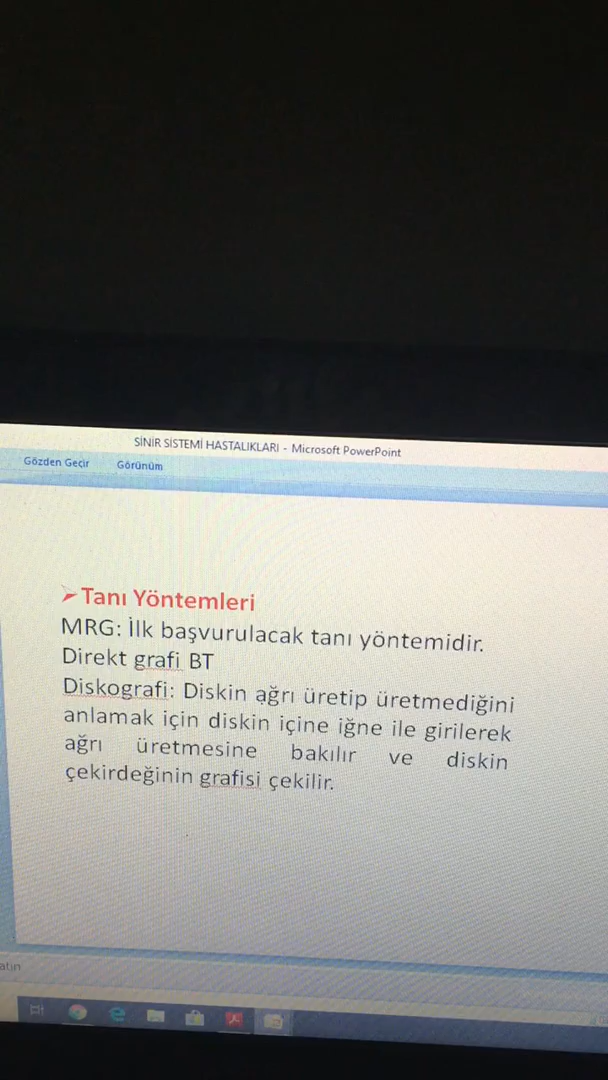 SİNİR SİSTEMİ HASTALIKLARI - Microsoft PowerPoint
Gözden Geçir Görünüm
➢Tanı Yöntemleri
MRG: İlk başvurulacak tanı yöntemidir.
Direkt grafi BT
Diskografi: Diskin ağrı üretip üretmediğini
anlamak için diskin içine iğne ile girilerek
ağrı üretmesine bakılır ve diskin
çekirdeğinin grafisi çekilir.